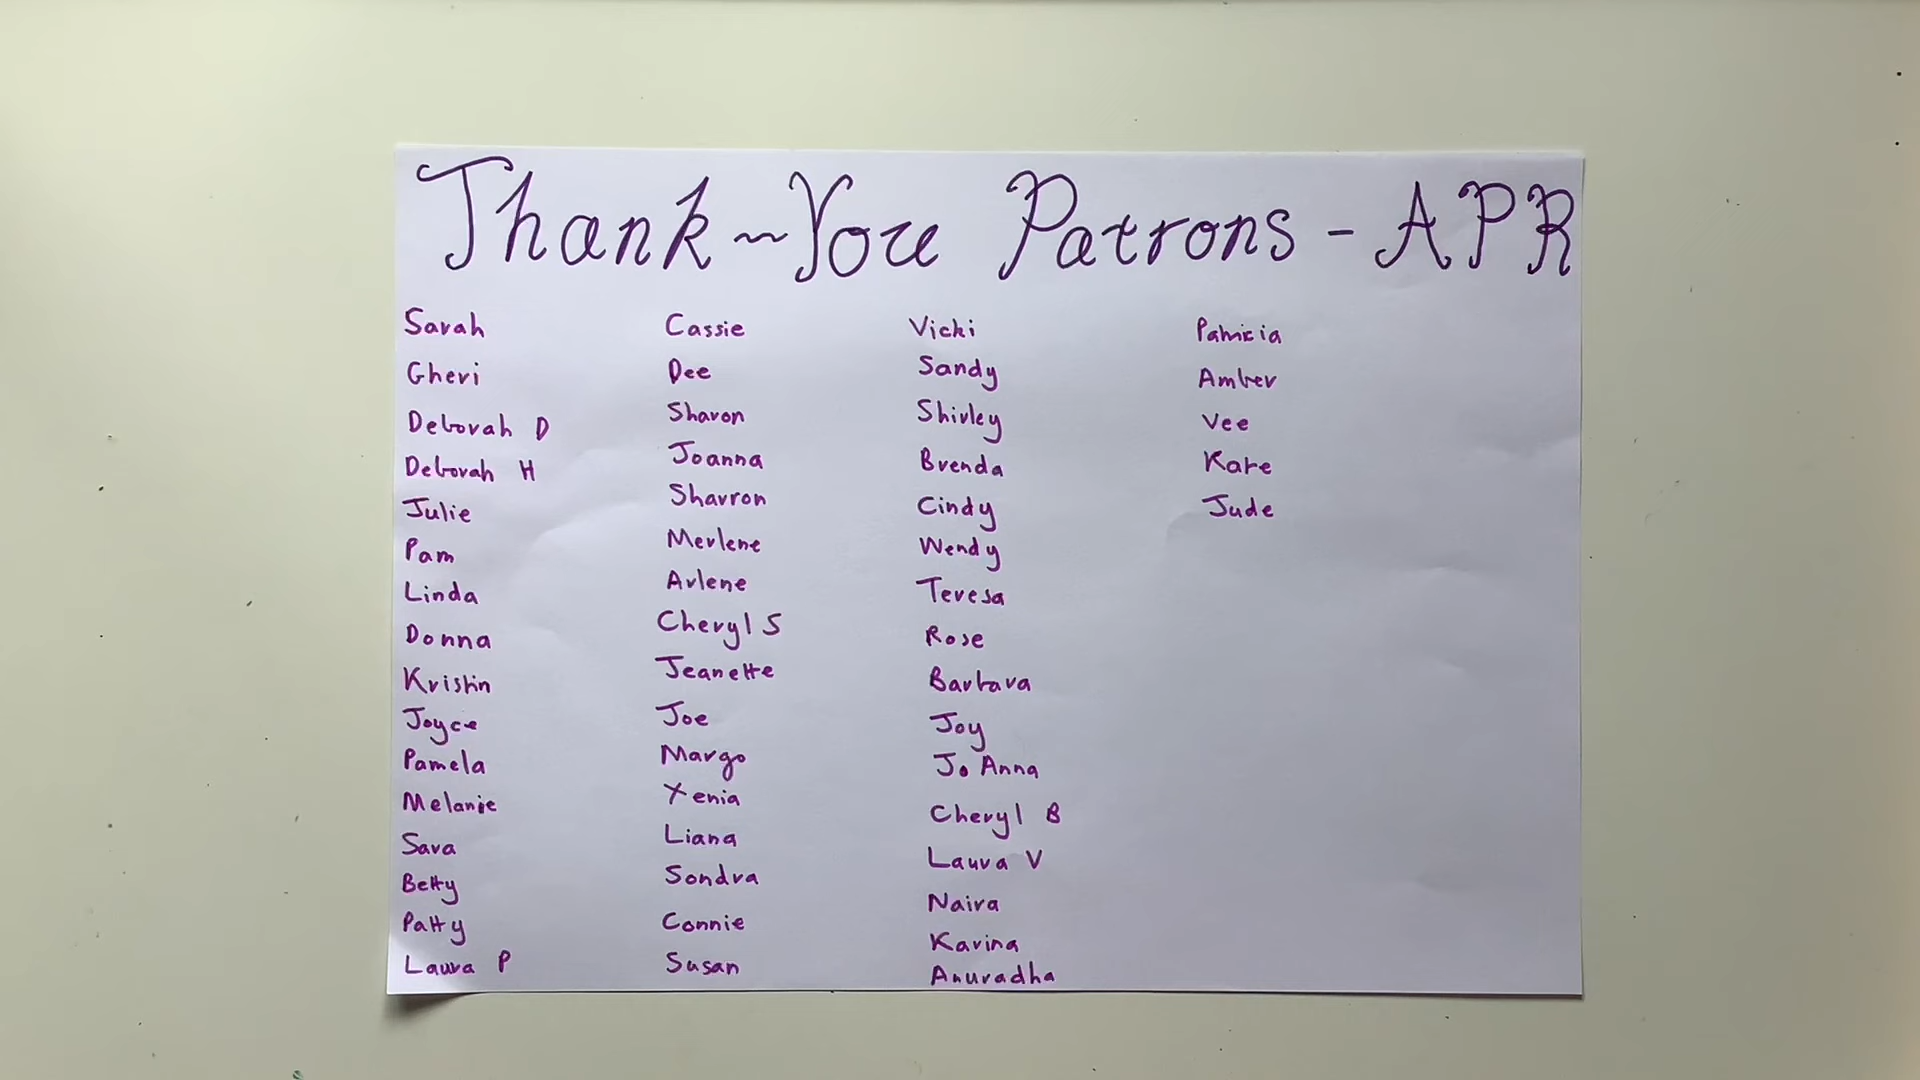 Thank~You Patrons - APR
Sarah
Gheri
Deborah D
Deborah H
Julie
Pam
Linda
Donna
Kristin
Joyce
Pamela
Melanie
Sara
Betty
Patty
Laura P
Cassie
Dee
Sharon
Joanna
Sharron
Merlene
Arlene
Cheryl S
Jeanette
Joe
Margo
Xenia
Liana
Sondra
Connie
Susan
Vicki
Sandy
Shirley
Brenda
Cindy
Wendy
Teresa
Rose
Barbara
Joy
Jo Anna
Cheryl B
Laura V
Naira
Karina
Anuradha
Patricia
Amber
Vee
Kate
Jude